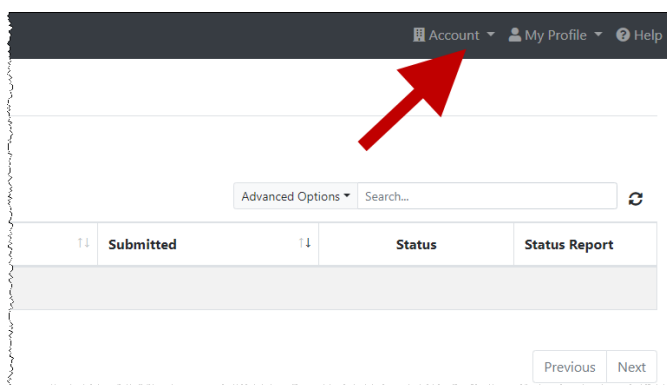 Account My Profile Help
Advanced Options Search...
Submitted Status Status Report
Previous Next